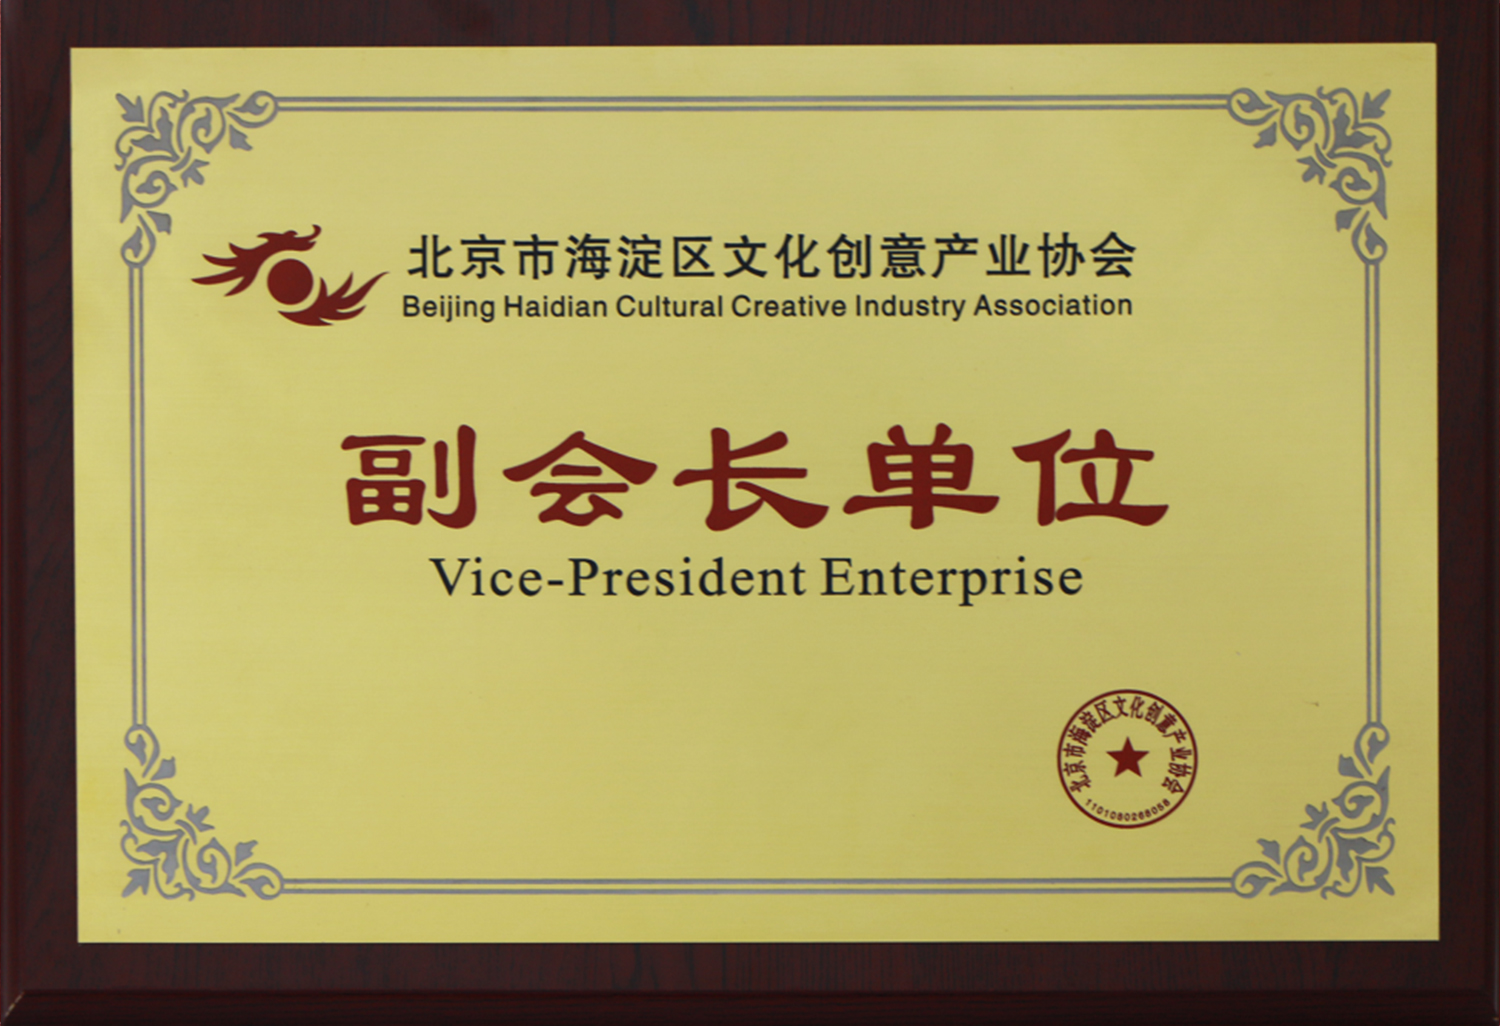 北京市海淀区文化创意产业协会
Beijing Haidian Cultural Creative Industry Association
副会长单位
Vice-President Enterprise
北京市海淀区文化创意产业协会
1101080268058